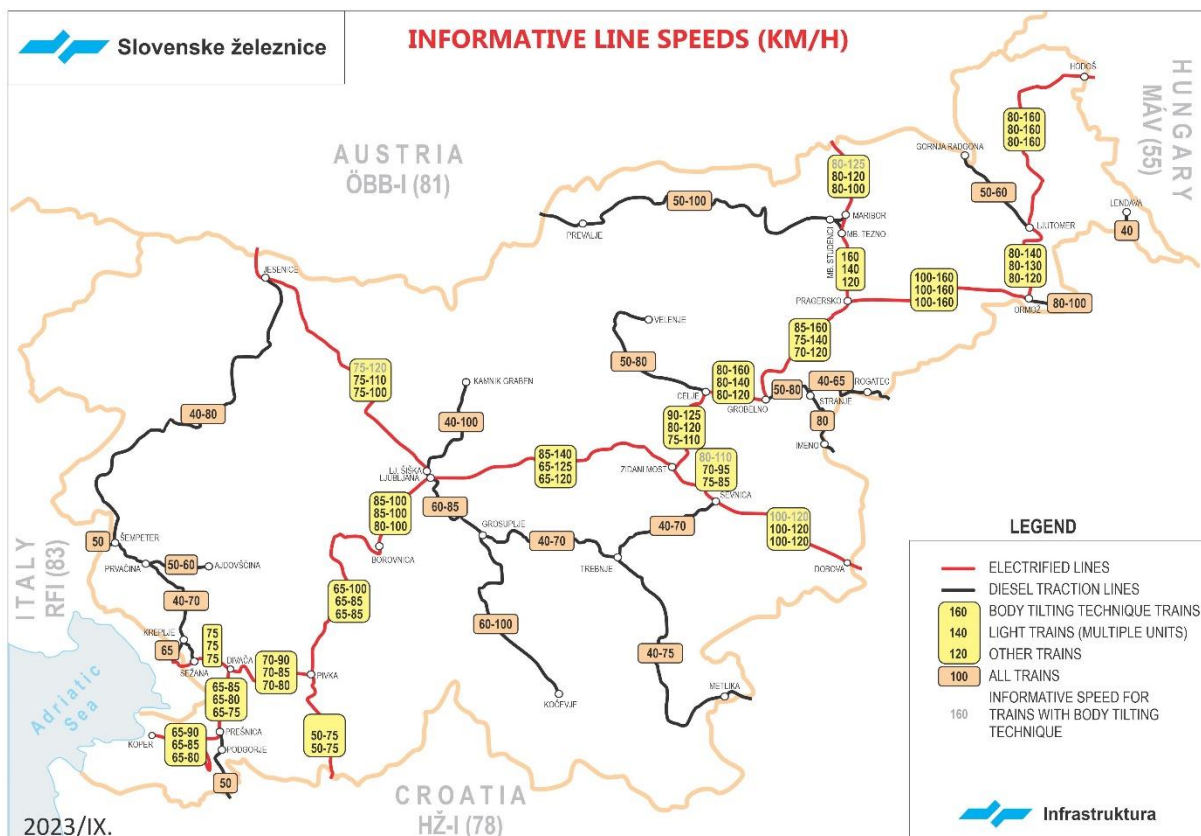 Slovenske železnice
INFORMATIVE LINE SPEEDS (KM/H)
HUNGARY
MÁV (55)
AUSTRIA
ÖBB-I (81)
ITALY
RFI (83)
CROATIA
HŽ-I (78)
Adriatic
Sea
HODOŠ
80-160
80-160
80-160
GORNJA RADGONA
50-60
LENDAVA
40
LJUTOMER
80-140
80-130
80-120
ORMOŽ
80-100
80-125
80-120
80-100
MARIBOR
MB. TEZNO
MB. STUDENCI
50-100
PREVALJE
160
140
120
PRAGERSKO
100-160
100-160
100-160
85-160
75-140
70-120
VELENJE
50-80
CELJE
80-160
80-140
80-120
GROBELNO
50-80
40-65
ROGATEC
STRANJE
80
IMENO
90-125
80-120
75-110
ZIDANI MOST
80-110
70-95
75-85
SEVNICA
100-120
100-120
100-120
DOBOVA
JESENICE
75-120
75-110
75-100
KAMNIK GRABEN
40-100
LJ. ŠIŠKA
LJUBLJANA
85-140
65-125
65-120
40-80
60-85
GROSUPLJE
40-70
TREBNJE
40-70
60-100
KOČEVJE
40-75
METLIKA
85-100
85-100
80-100
BOROVNICA
65-100
65-85
65-85
50
ŠEMPETER
PRVAČINA
50-60
AJDOVŠČINA
40-70
KREPLJE
65
SEŽANA
75
75
75
DIVAČA
70-90
70-85
70-80
PIVKA
65-85
65-80
65-75
50-75
50-75
PREŠNICA
PODGORJE
KOPER
65-90
65-85
65-80
50
LEGEND
ELECTRIFIED LINES
DIESEL TRACTION LINES
160 BODY TILTING TECHNIQUE TRAINS
140 LIGHT TRAINS (MULTIPLE UNITS)
120 OTHER TRAINS
100 ALL TRAINS
160 INFORMATIVE SPEED FOR
TRAINS WITH BODY TILTING
TECHNIQUE
Infrastruktura
2023/IX.